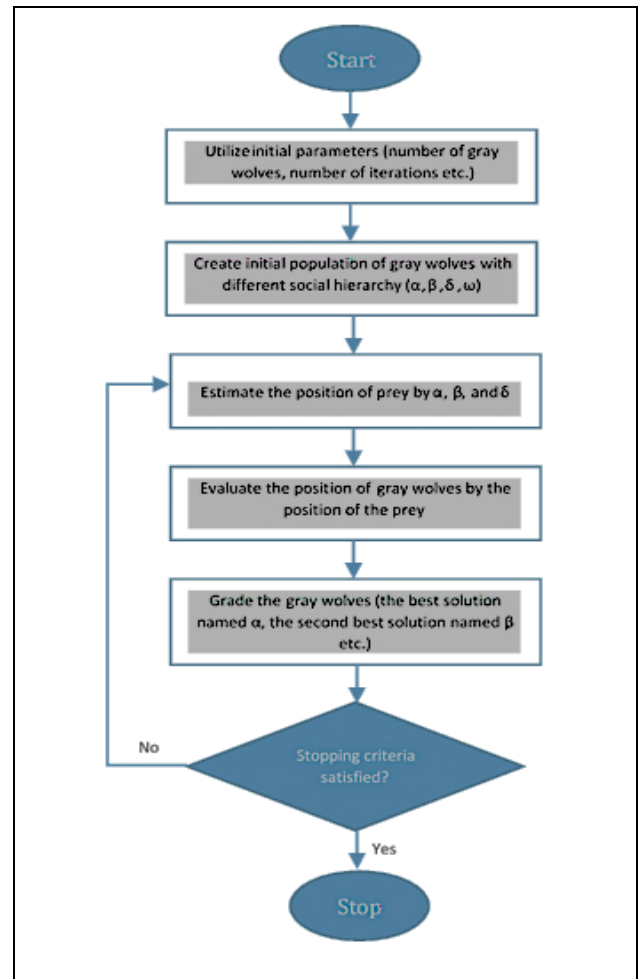 Start
Utilize initial parameters (number of gray
wolves, number of iterations etc.)
Create initial population of gray wolves with
different social hierarchy (α, β, δ, ω)
Estimate the position of prey by α, β, and δ
Evaluate the position of gray wolves by the
position of the prey
Grade the gray wolves (the best solution
named α, the second best solution named β
etc.)
Stopping criteria
satisfied?
No
Yes
Stop